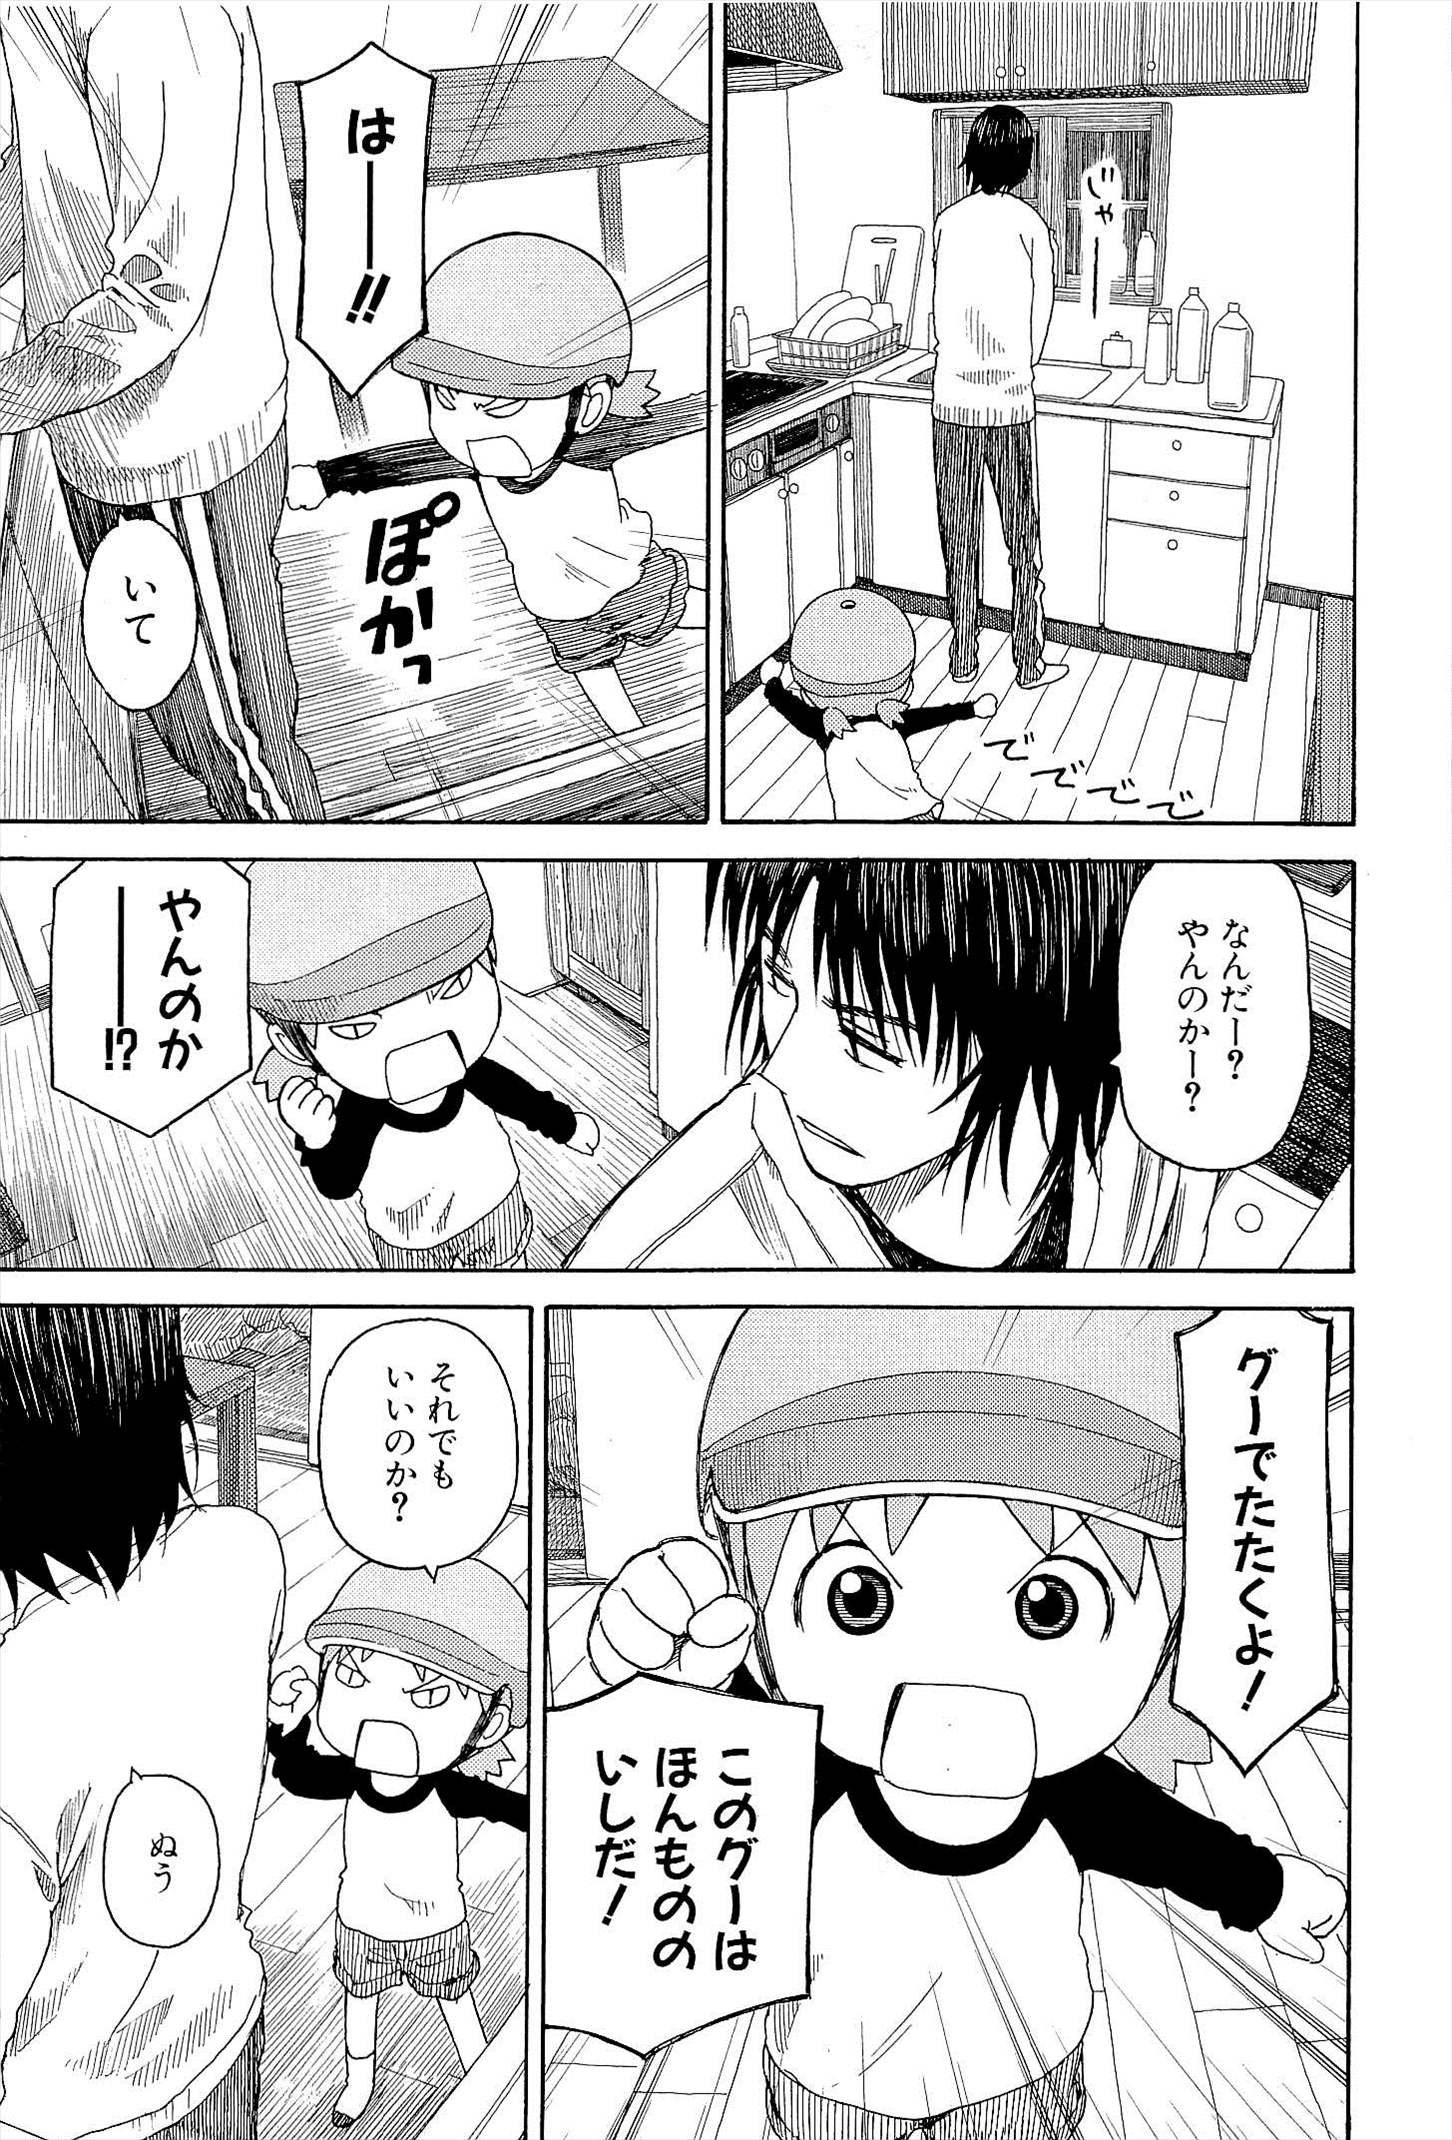 じゃーー
でででで
はーー!!
ぽかっ
いて
なんだー？
やんのかー？
やんのか
ーー!?
グーでたたくよ！
このグーは
ほんものの
いしだ！
それでも
いいのか？
ぬう